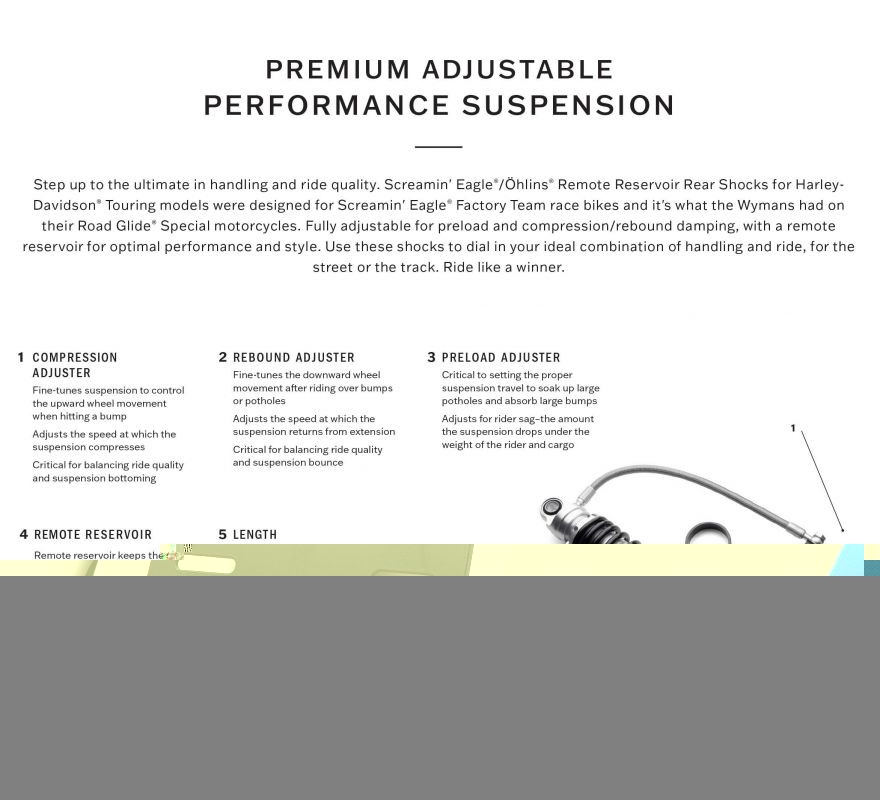 PREMIUM ADJUSTABLE
PERFORMANCE SUSPENSION
Step up to the ultimate in handling and ride quality. Screamin’ Eagle®/Öhlins® Remote Reservoir Rear Shocks for Harley-
Davidson® Touring models were designed for Screamin’ Eagle® Factory Team race bikes and it’s what the Wymans had on
their Road Glide® Special motorcycles. Fully adjustable for preload and compression/rebound damping, with a remote
reservoir for optimal performance and style. Use these shocks to dial in your ideal combination of handling and ride, for the
street or the track. Ride like a winner.
1 COMPRESSION
ADJUSTER
Fine-tunes suspension to control
the upward wheel movement
when hitting a bump
Adjusts the speed at which the
suspension compresses
Critical for balancing ride quality
and suspension bottoming
2 REBOUND ADJUSTER
Fine-tunes the downward wheel
movement after riding over bumps
or potholes
Adjusts the speed at which the
suspension returns from extension
Critical for balancing ride quality
and suspension bounce
3 PRELOAD ADJUSTER
Critical to setting the proper
suspension travel to soak up large
potholes and absorb large bumps
Adjusts for rider sag–the amount
the suspension drops under the
weight of the rider and cargo
1
4 REMOTE RESERVOIR
Remote reservoir keeps the
5 LENGTH